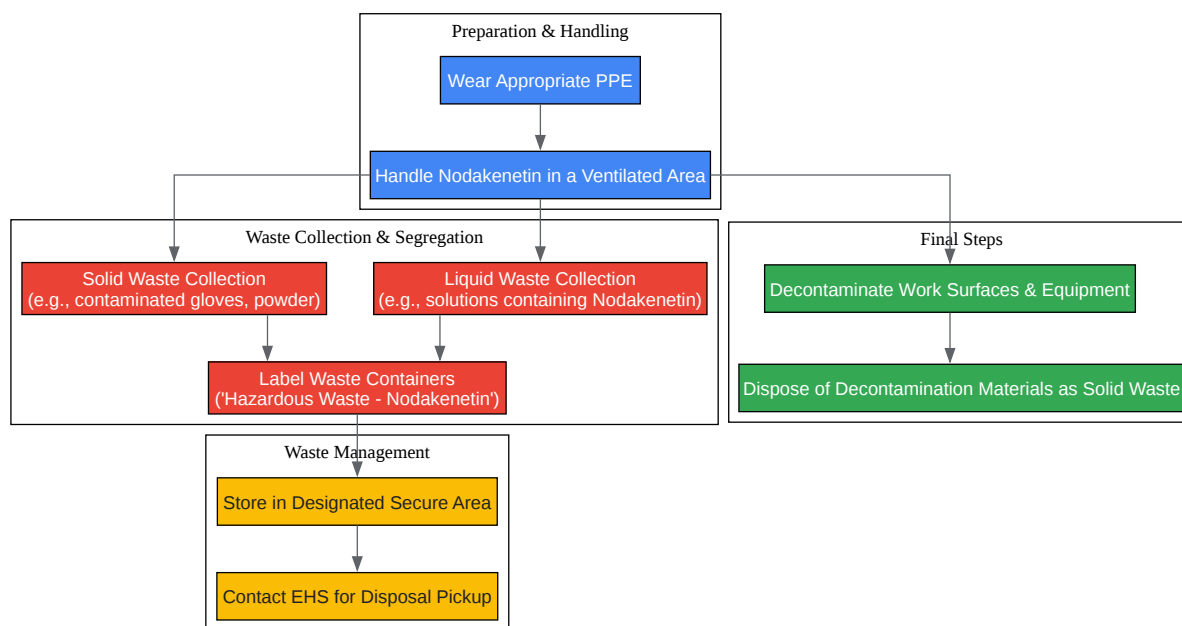 Preparation & Handling
Wear Appropriate PPE
Handle Nodakenetin in a Ventilated Area
Waste Collection & Segregation
Solid Waste Collection
(e.g., contaminated gloves, powder)
Liquid Waste Collection
(e.g., solutions containing Nodakenetin)
Label Waste Containers
('Hazardous Waste - Nodakenetin')
Final Steps
Decontaminate Work Surfaces & Equipment
Dispose of Decontamination Materials as Solid Waste
Waste Management
Store in Designated Secure Area
Contact EHS for Disposal Pickup